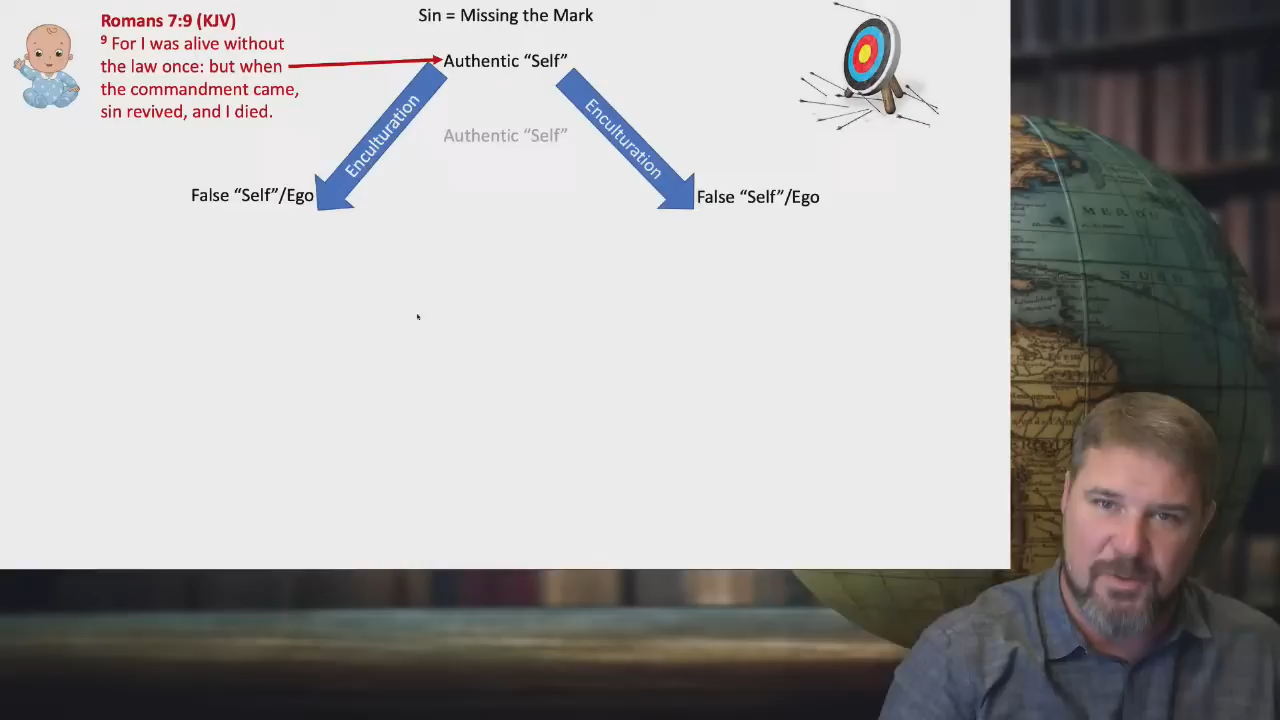 Romans 7:9 (KJV)
9 For I was alive without
the law once: but when
the commandment came,
sin revived, and I died.
Sin = Missing the Mark
Authentic “Self”
Enculturation
Enculturation
Authentic “Self”
False “Self”/Ego
False “Self”/Ego